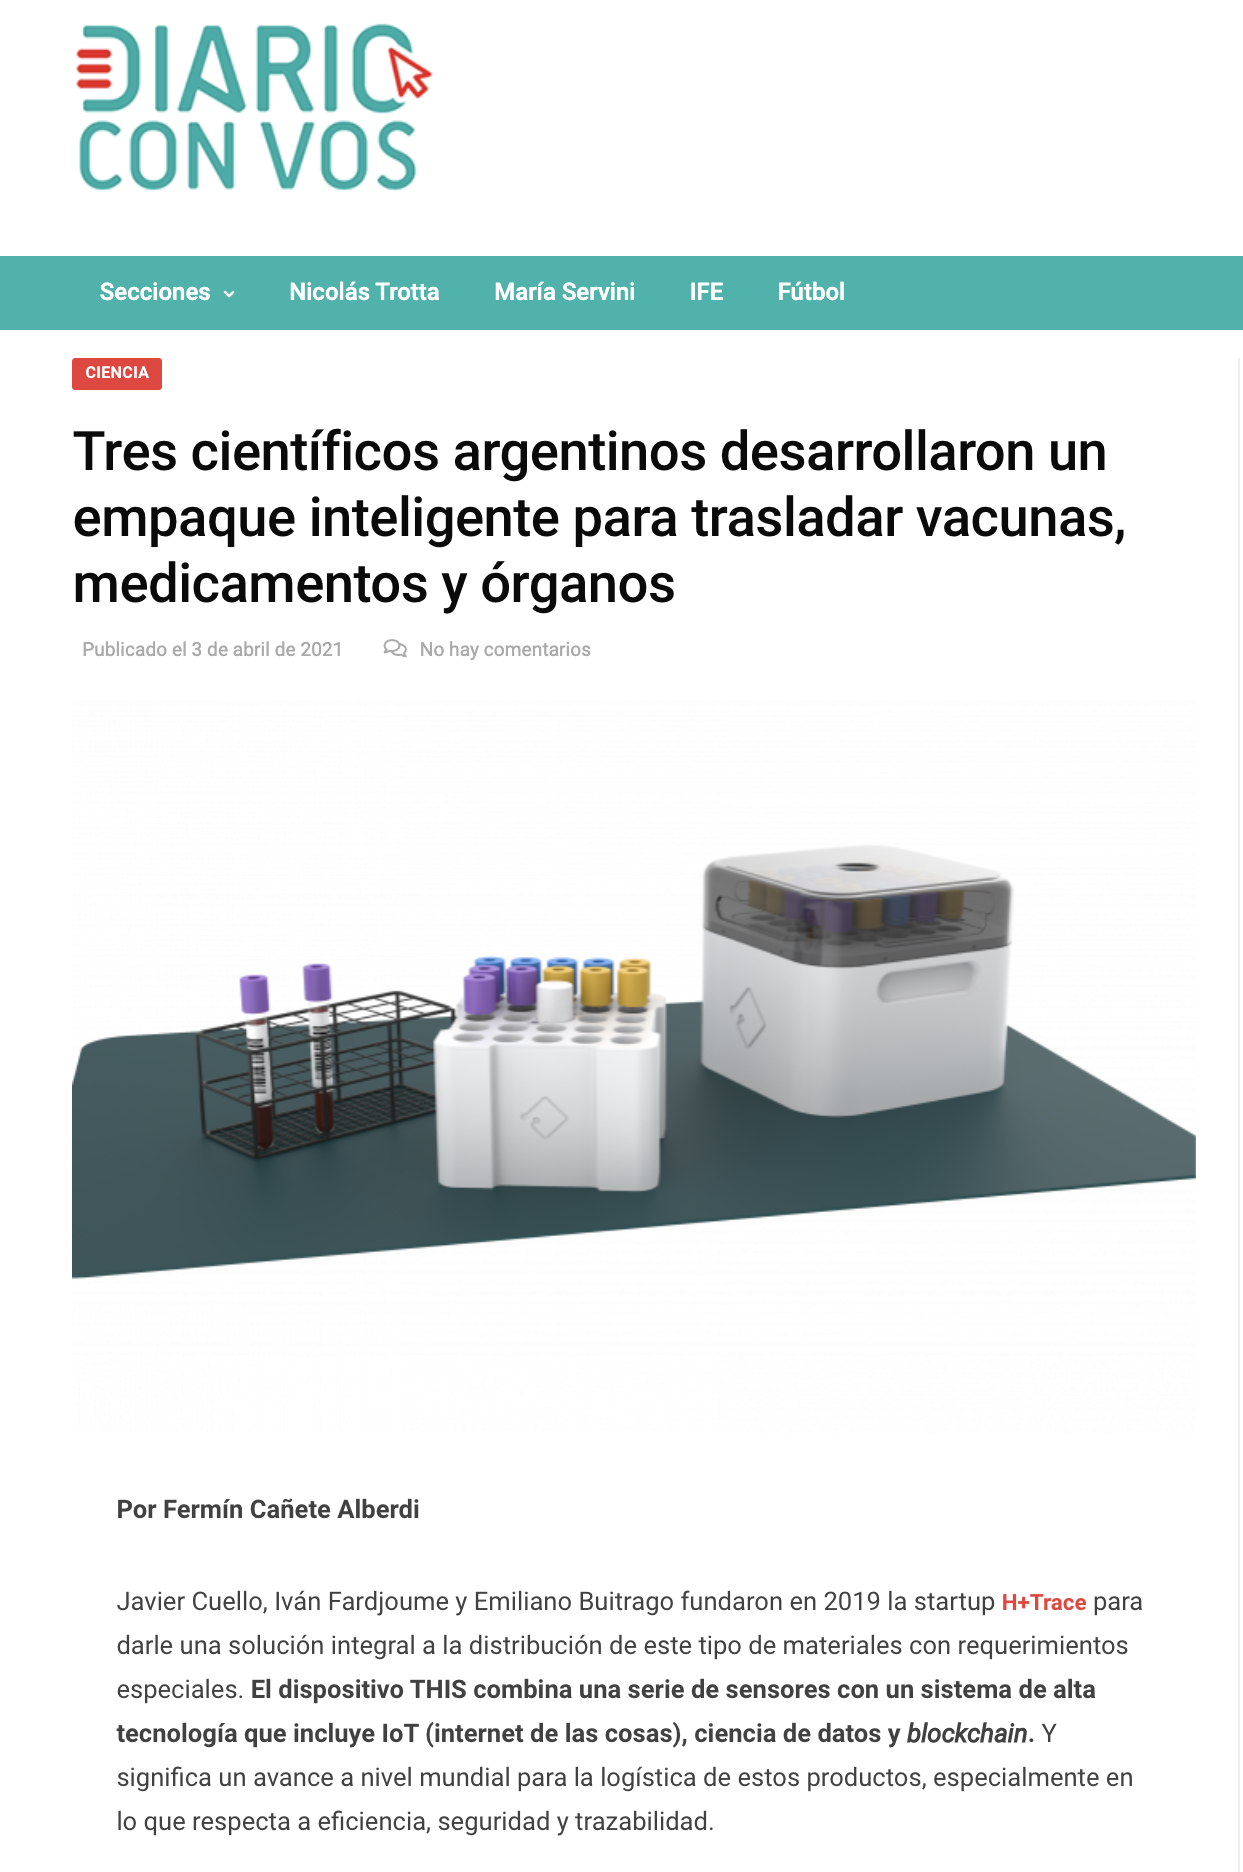 DIARIO
CON VOS
Secciones
Nicolás Trotta
María Servini
IFE
Fútbol
CIENCIA
Tres científicos argentinos desarrollaron un
empaque inteligente para trasladar vacunas,
medicamentos y órganos
Publicado el 3 de abril de 2021
No hay comentarios
Por Fermín Cañete Alberdi
Javier Cuello, Iván Fardjoume y Emiliano Buitrago fundaron en 2019 la startup H+Trace para
darle una solución integral a la distribución de este tipo de materiales con requerimientos
especiales. El dispositivo THIS combina una serie de sensores con un sistema de alta
tecnología que incluye IoT (internet de las cosas), ciencia de datos y blockchain. Y
significa un avance a nivel mundial para la logística de estos productos, especialmente en
lo que respecta a eficiencia, seguridad y trazabilidad.